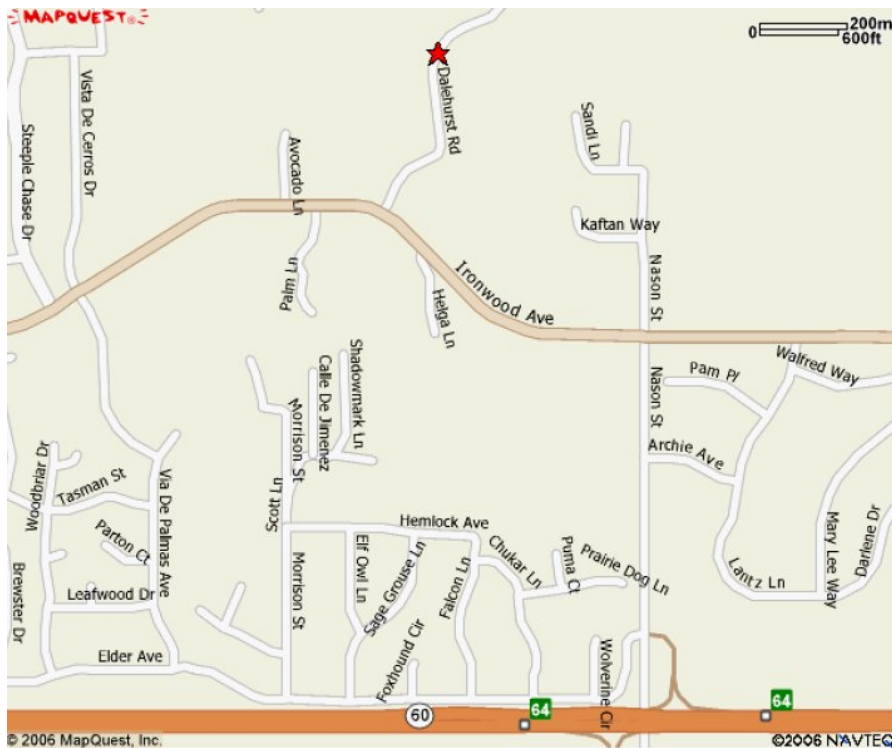 MAPQUEST
0 200m
600ft
Dalehurst Rd
Vista De Cerros Dr
Steeple Chase Dr
Sandi Ln
Avocado Ln
Kaftan Way
Palm Ln
Ironwood Ave
Helga Ln
Nason St
Walfred Way
Pam Pl
Nason St
Shadowmark Ln
Calle De Jimenez
Morrison St
Archie Ave
Woodbriar Dr
Tasman St
Via De Palmas Ave
Scott Ln
Hemlock Ave
Parton Ct
Elf Owl Ln
Sage Grouse Ln
Falcon Ln
Chukar Ln
Puma Ct
Prairie Dog Ln
Mary Lee Way
Darlene Dr
Lantz Ln
Brewster Dr
Leafwood Dr
Morrison St
Elder Ave
Foxhound Cir
Wolverine Cir
60
64
64
© 2006 MapQuest, Inc.
©2006 NAVTEQ